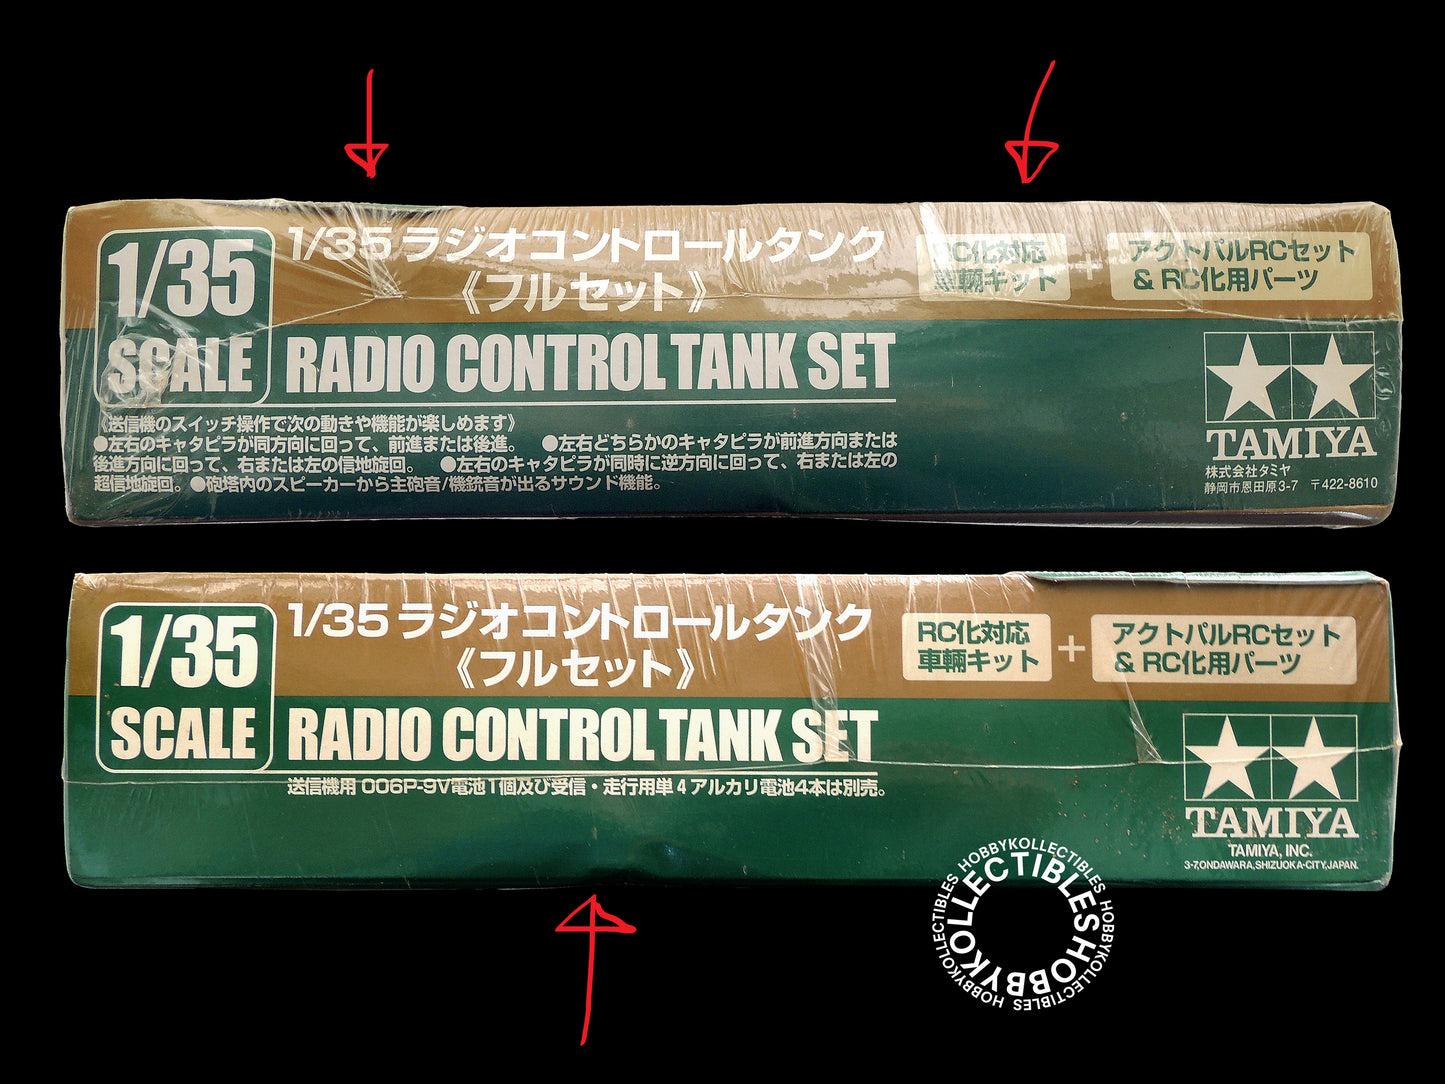 1/35
SCALE
1/35 ラジオコントロールタンク
《フルセット》
RC化対応
車輛キット
+
アクトパルRCセット
& RC化用パーツ
RADIO CONTROL TANK SET
《送信機のスイッチ操作で次の動きや機能が楽しめます》
●左右のキャタピラが同方向に回って、前進または後進。 ●左右どちらかのキャタピラが前進方向または
後進方向に回って、右または左の信地旋回。 ●左右のキャタピラが同時に逆方向に回って、右または左の
超信地旋回。●砲塔内のスピーカーから主砲音/機銃音が出るサウンド機能。
TAMIYA
株式会社タミヤ
静岡市恩田原3-7 〒422-8610
1/35
SCALE
1/35 ラジオコントロールタンク
《フルセット》
RC化対応
車輛キット
+
アクトパルRCセット
& RC化用パーツ
RADIO CONTROL TANK SET
送信機用 006P-9V電池1個及び受信・走行用単4アルカリ電池4本は別売。
TAMIYA
TAMIYA, INC.
3-7,ONDAWARA,SHIZUOKA-CITY,JAPAN.
HOBBYKOLLECTIBLES HOBBYKOLLECTIBLES HOBBYKOLLECTIBLES HOBBYKOLLECTIBLES
HOBBYKOLLECTIBLES